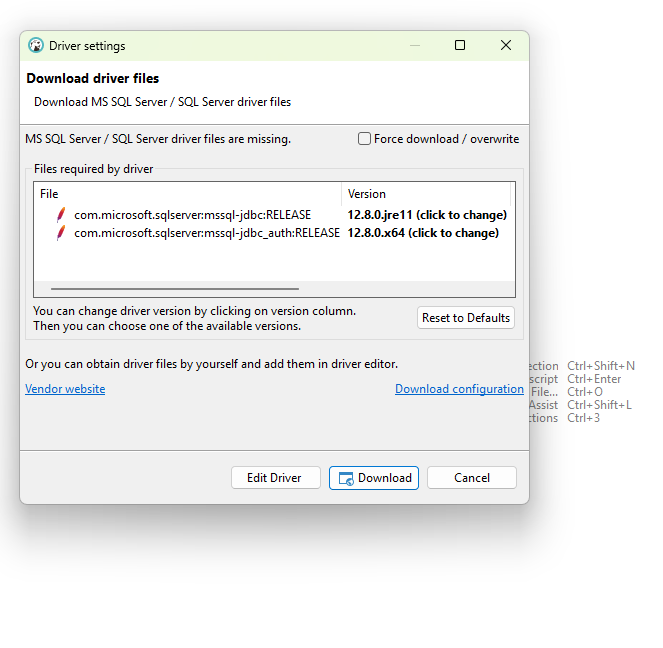 Driver settings
Download driver files
Download MS SQL Server / SQL Server driver files
MS SQL Server / SQL Server driver files are missing.
Force download / overwrite
Files required by driver
File Version
com.microsoft.sqlserver:mssql-jdbc:RELEASE 12.8.0.jre11 (click to change)
com.microsoft.sqlserver:mssql-jdbc_auth:RELEASE 12.8.0.x64 (click to change)
You can change driver version by clicking on version column.
Then you can choose one of the available versions.
Reset to Defaults
Or you can obtain driver files by yourself and add them in driver editor.
Vendor website
Download configuration
Edit Driver
Download
Cancel
ection Ctrl+Shift+N
script Ctrl+Enter
File... Ctrl+O
Assist Ctrl+Shift+L
ctions Ctrl+3